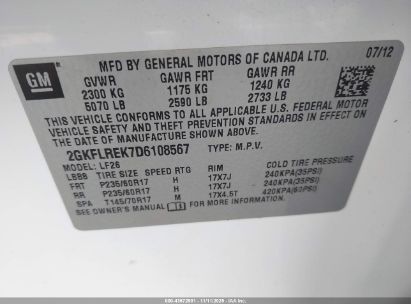 GM
MFD BY GENERAL MOTORS OF CANADA LTD. 07/12
GVWR GAWR FRT GAWR RR
2300 KG 1175 KG 1240 KG
5070 LB 2590 LB 2733 LB
THIS VEHICLE CONFORMS TO ALL APPLICABLE U.S. FEDERAL MOTOR
VEHICLE SAFETY AND THEFT PREVENTION STANDARDS IN
EFFECT ON THE DATE OF MANUFACTURE SHOWN ABOVE.
2GKFLREK7D6108567 TYPE: M.P.V.
MODEL: LF26
LBBB TIRE SIZE SPEED RTG RIM COLD TIRE PRESSURE
FRT P235/60R17 H 17X7J 240KPA(35PSI)
RR P235/60R17 H 17X7J 240KPA(35PSI)
SPA T145/70R17 M 17X4.5T 420KPA(60PSI)
SEE OWNER'S MANUAL FOR MORE INFORMATION.